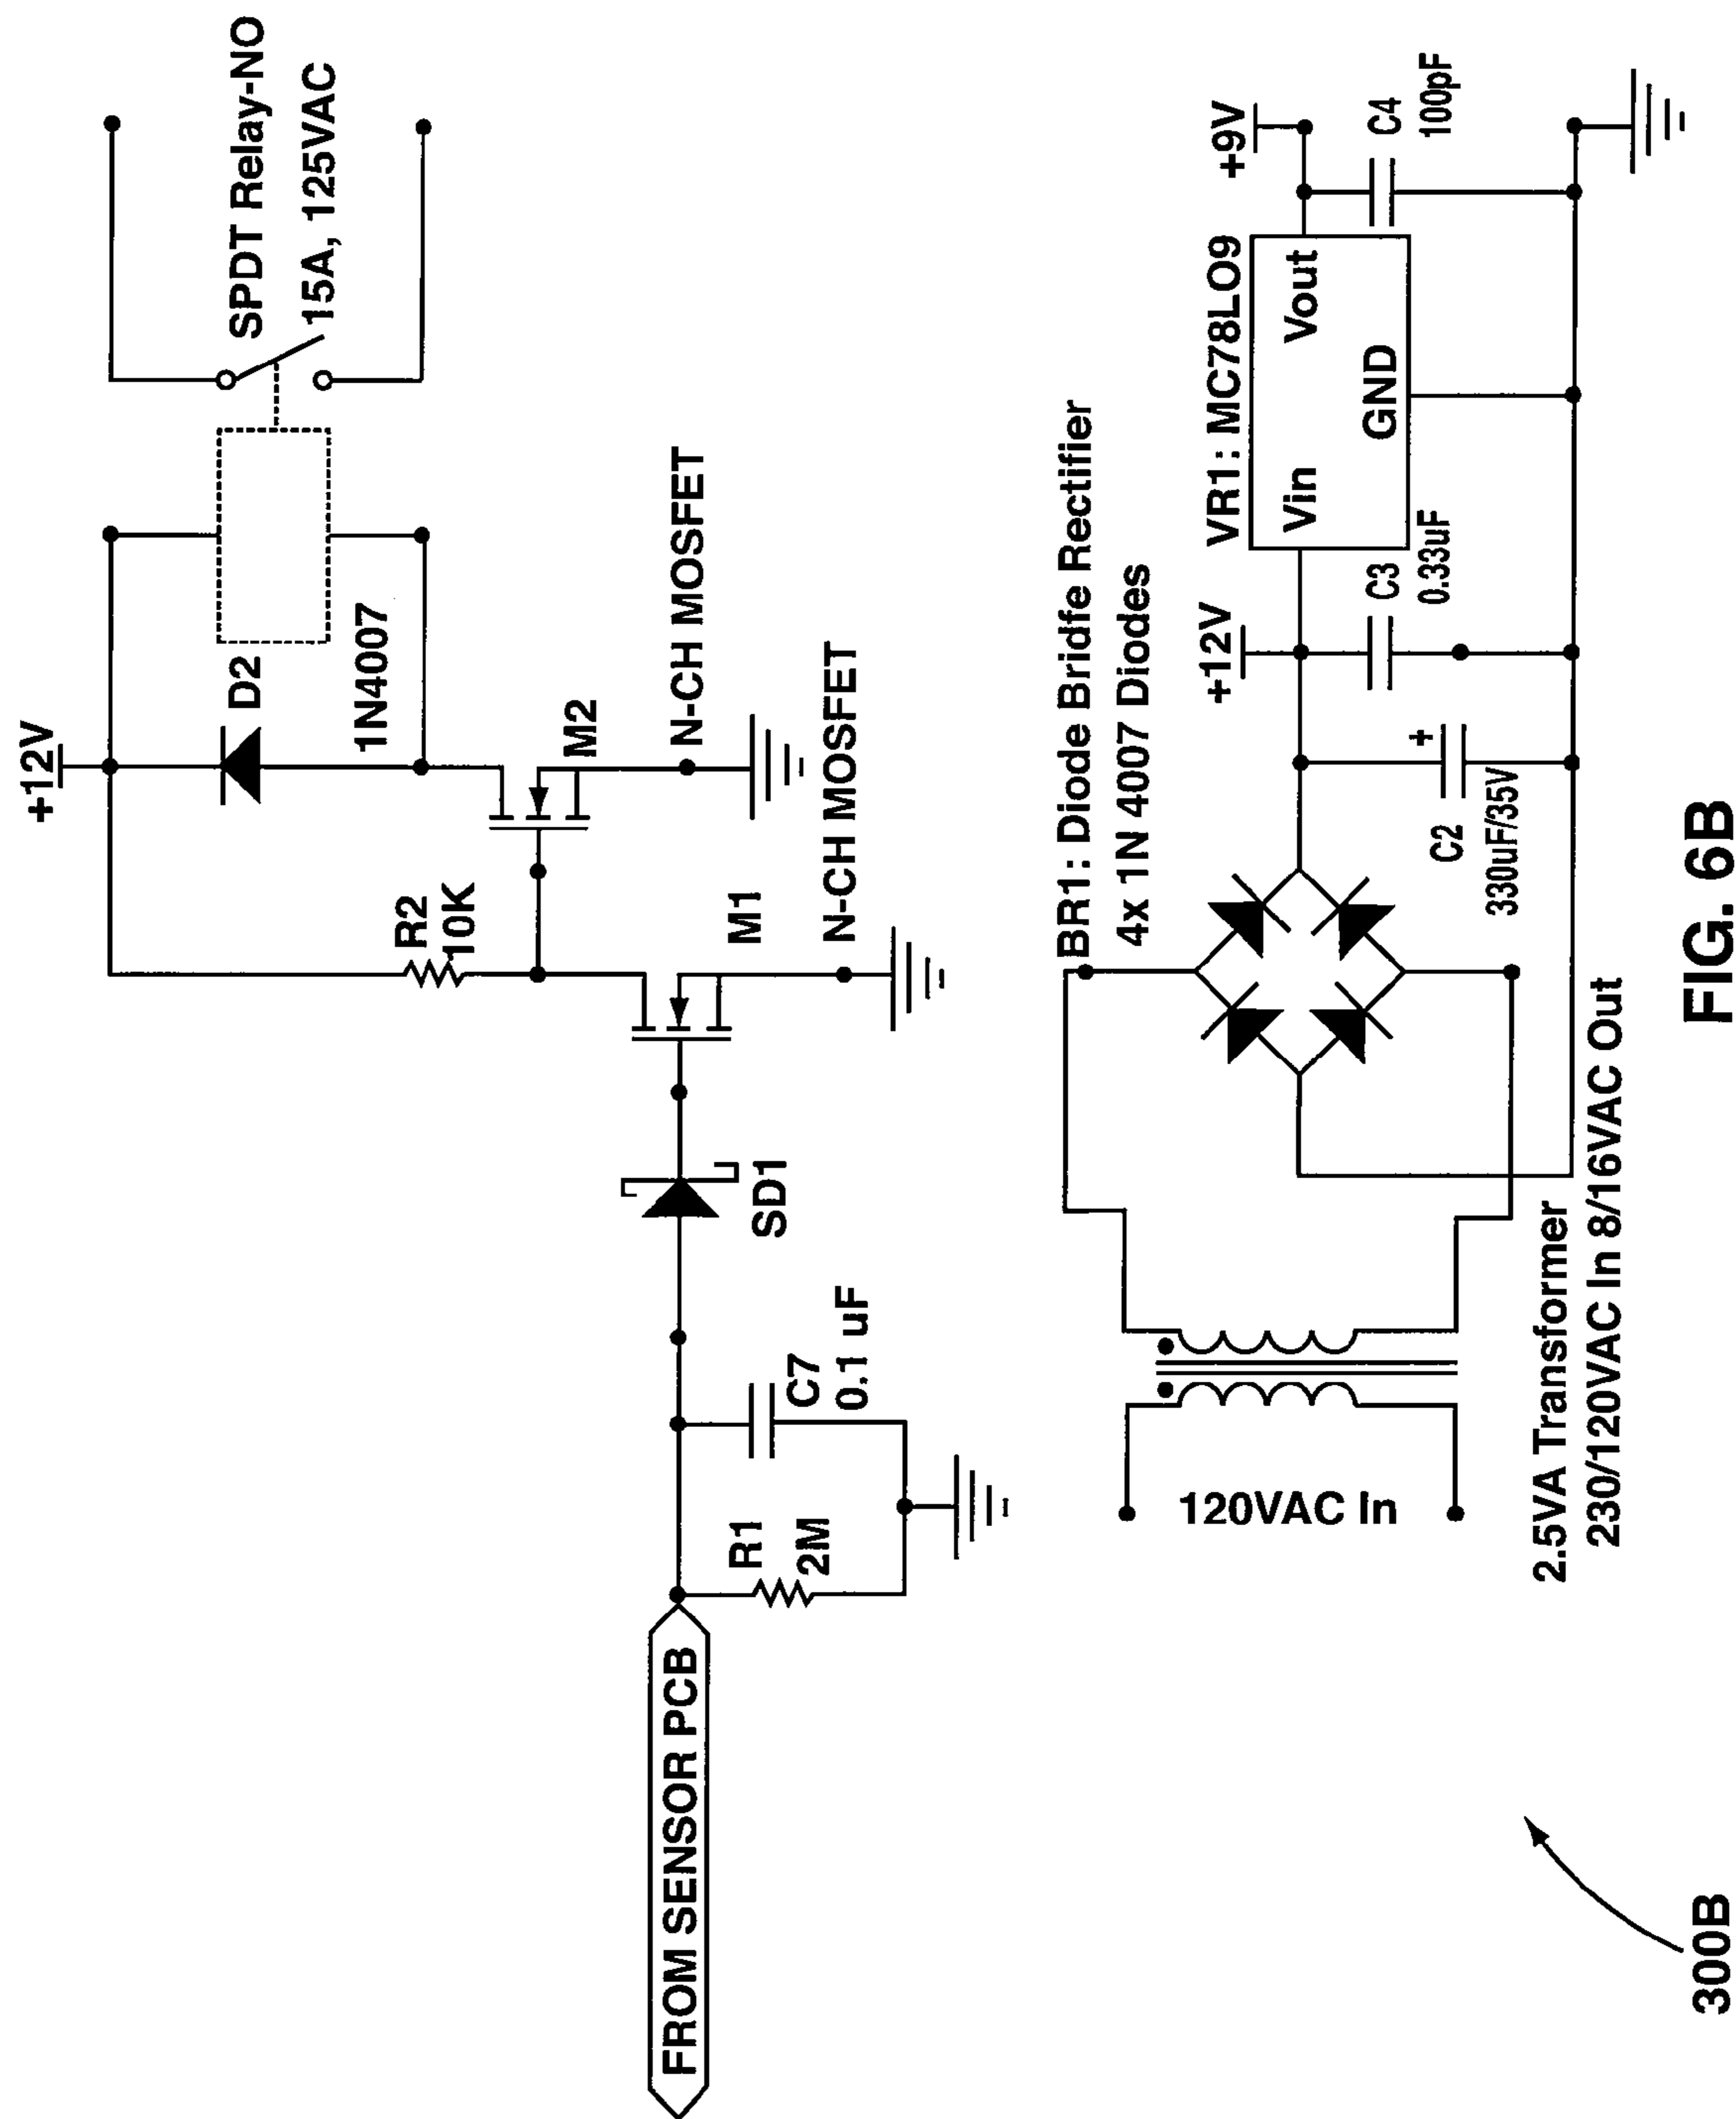 +12V
SPDT Relay-NO
15A, 125VAC
D2
1N4007
R2
10K
M2
N-CH MOSFET
M1
N-CH MOSFET
FROM SENSOR PCB
SD1
C7
0.1 uF
R1
2M
BR1: Diode Bridfe Rectifier
4x 1N 4007 Diodes
+12V
VR1: MC78LO9
+9V
Vin
Vout
GND
C4
100pF
C3
0.33uF
+
C2
330uF/35V
120VAC In
2.5VA Transformer
230/120VAC In 8/16VAC Out
300B
FIG. 6B